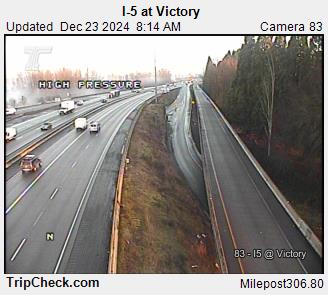 I-5 at Victory
Updated Dec 23 2024 8:14 AM Camera 83
HIGH PRESSURE
N
83 - I5 @ Victory
TripCheck.com Milepost306.80